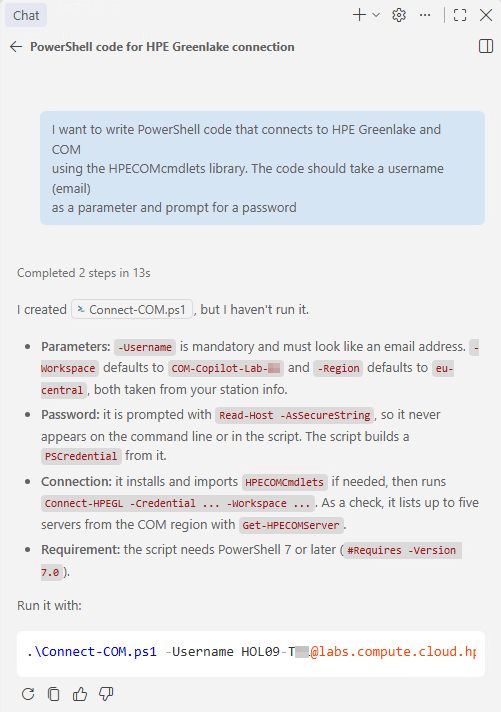 Chat
PowerShell code for HPE Greenlake connection
I want to write PowerShell code that connects to HPE Greenlake and
COM
using the HPECOMcmdlets library. The code should take a username
(email)
as a parameter and prompt for a password
Completed 2 steps in 13s
I created Connect-COM.ps1, but I haven't run it.
• Parameters: -Username is mandatory and must look like an email address. -
Workspace defaults to COM-Copilot-Lab- and -Region defaults to eu-
central, both taken from your station info.
• Password: it is prompted with Read-Host -AsSecureString, so it never
appears on the command line or in the script. The script builds a
PSCredential from it.
• Connection: it installs and imports HPECOMCmdlets if needed, then runs
Connect-HPEGL -Credential ... -Workspace .... As a check, it lists up to five
servers from the COM region with Get-HPECOMServer.
• Requirement: the script needs PowerShell 7 or later (#Requires -Version
7.0).
Run it with:
.\Connect-COM.ps1 -Username HOL09-T @labs.compute.cloud.hp